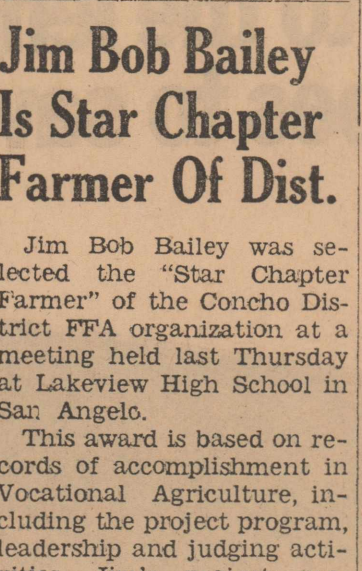 Jim Bob Bailey
Is Star Chapter
Farmer Of Dist.
Jim Bob Bailey was se-
lected the "Star Chapter
Farmer" of the Concho Dis-
trict FFA organization at a
meeting held last Thursday
at Lakeview High School in
San Angelo.
This award is based on re-
cords of accomplishment in
Vocational Agriculture, in-
cluding the project program,
leadership and judging acti-